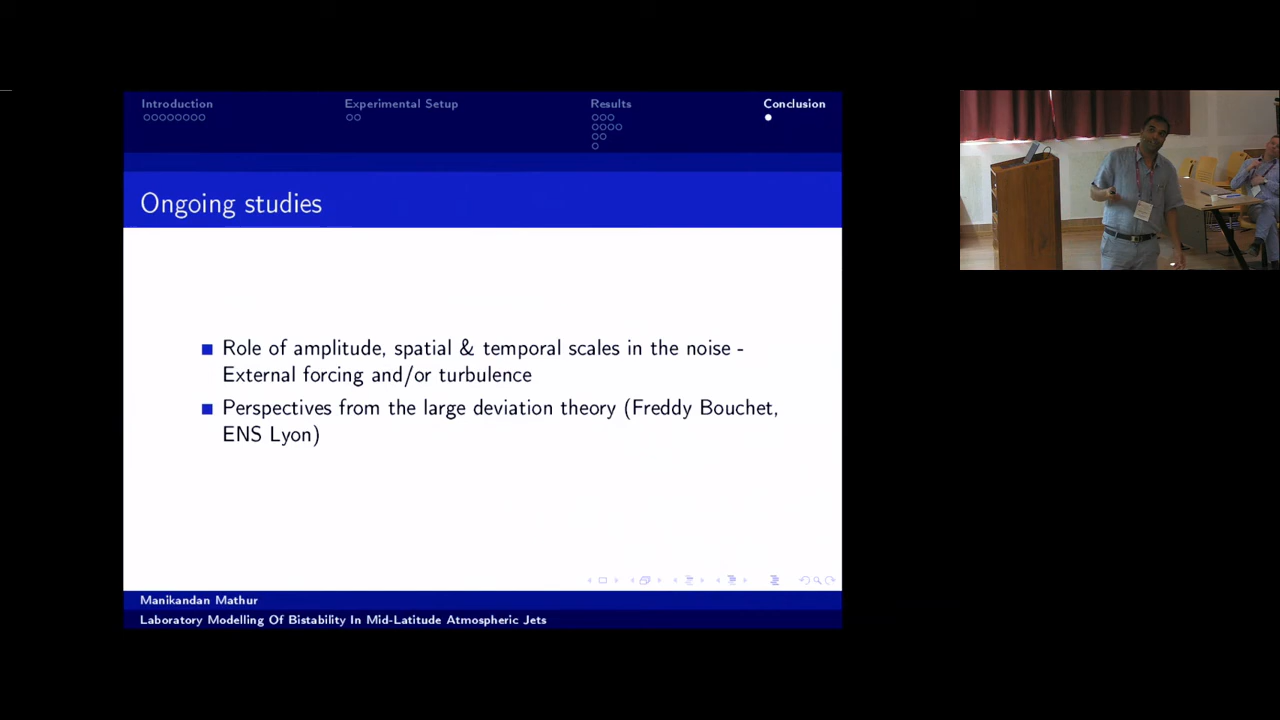 Introduction
Experimental Setup
Results
Conclusion
Ongoing studies
Role of amplitude, spatial & temporal scales in the noise -
External forcing and/or turbulence
Perspectives from the large deviation theory (Freddy Bouchet,
ENS Lyon)
Manikandan Mathur
Laboratory Modelling Of Bistability In Mid-Latitude Atmospheric Jets